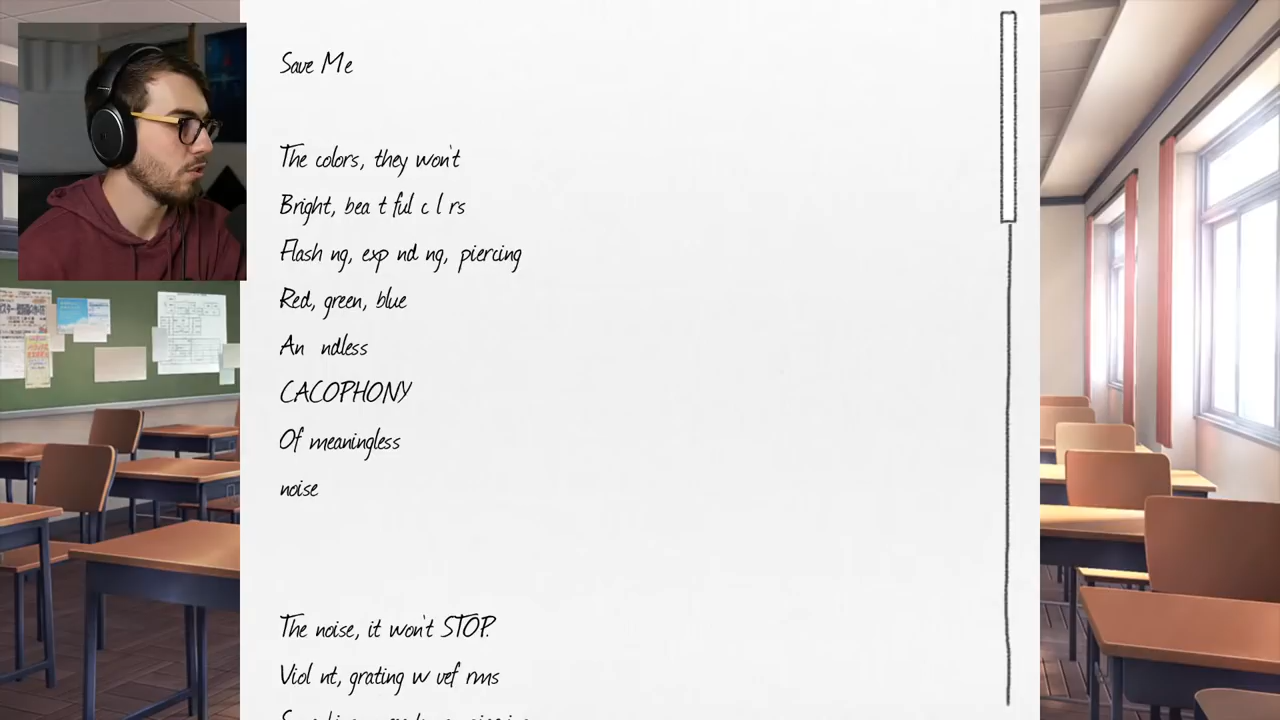 Save Me
The colors, they won't
Bright, bea t ful c l rs
Flash ng, exp nd ng, piercing
Red, green, blue
An   ndless
CACOPHONY
Of meaningless
noise
The noise, it won't STOP.
Viol nt, grating w vef rms